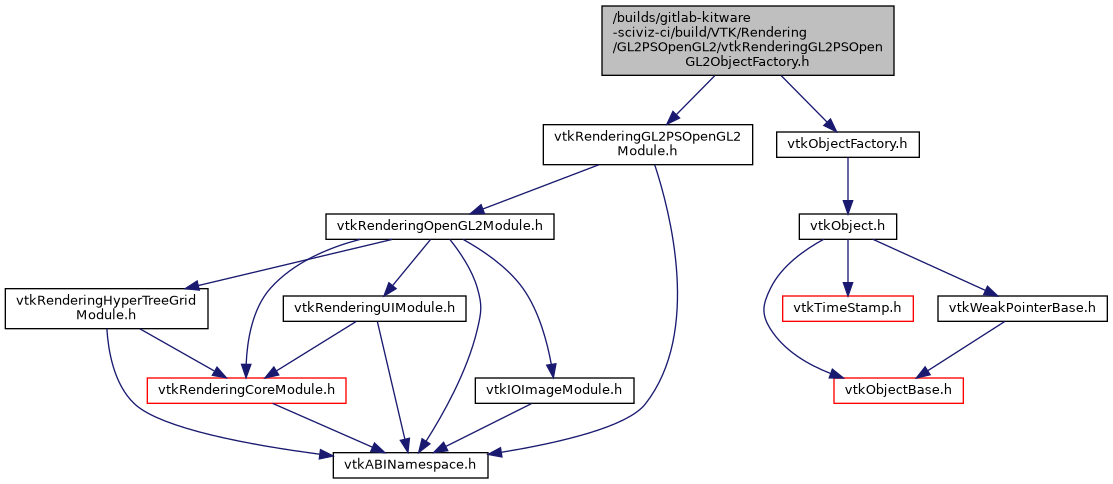 /builds/gitlab-kitware
-sciviz-ci/build/VTK/Rendering
/GL2PSOpenGL2/vtkRenderingGL2PSOpen
GL2ObjectFactory.h
vtkRenderingGL2PSOpenGL2
Module.h
vtkObjectFactory.h
vtkRenderingOpenGL2Module.h
vtkObject.h
vtkRenderingHyperTreeGrid
Module.h
vtkRenderingUIModule.h
vtkTimeStamp.h
vtkWeakPointerBase.h
vtkRenderingCoreModule.h
vtkIOImageModule.h
vtkObjectBase.h
vtkABINamespace.h